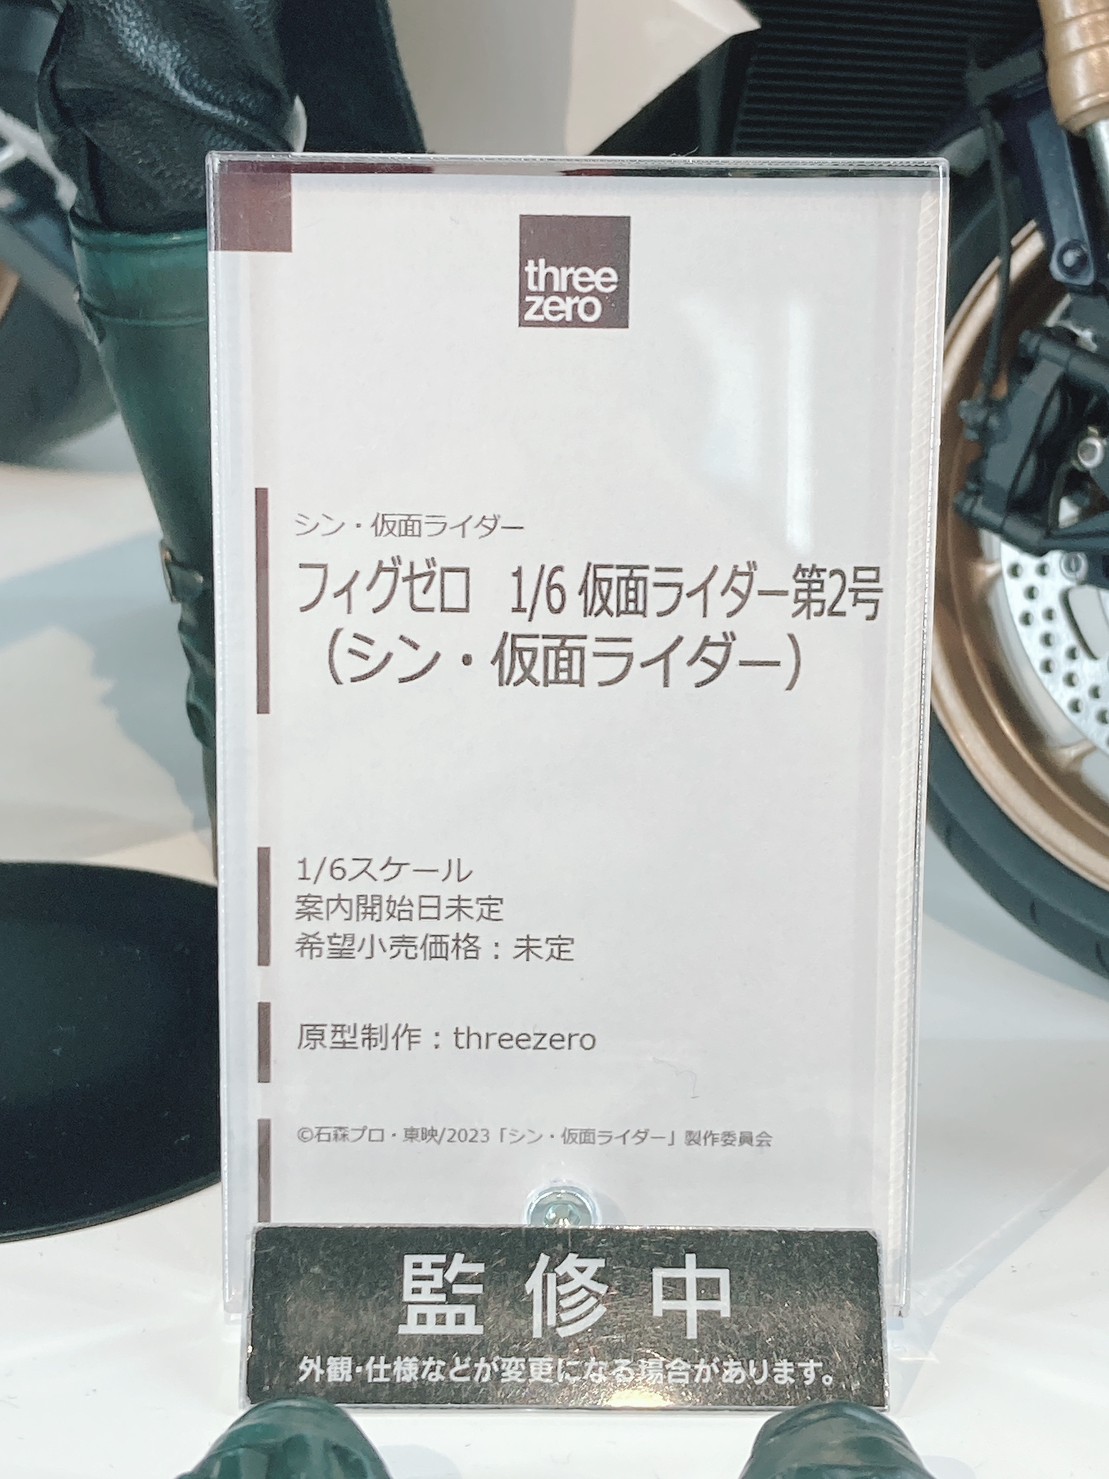 three
zero
シン・仮面ライダー
フィグゼロ 1/6 仮面ライダー第2号
（シン・仮面ライダー）
1/6スケール
案内開始日未定
希望小売価格：未定
原型制作：threezero
©石森プロ・東映/2023「シン・仮面ライダー」製作委員会
監修中
外観･仕様などが変更になる場合があります。